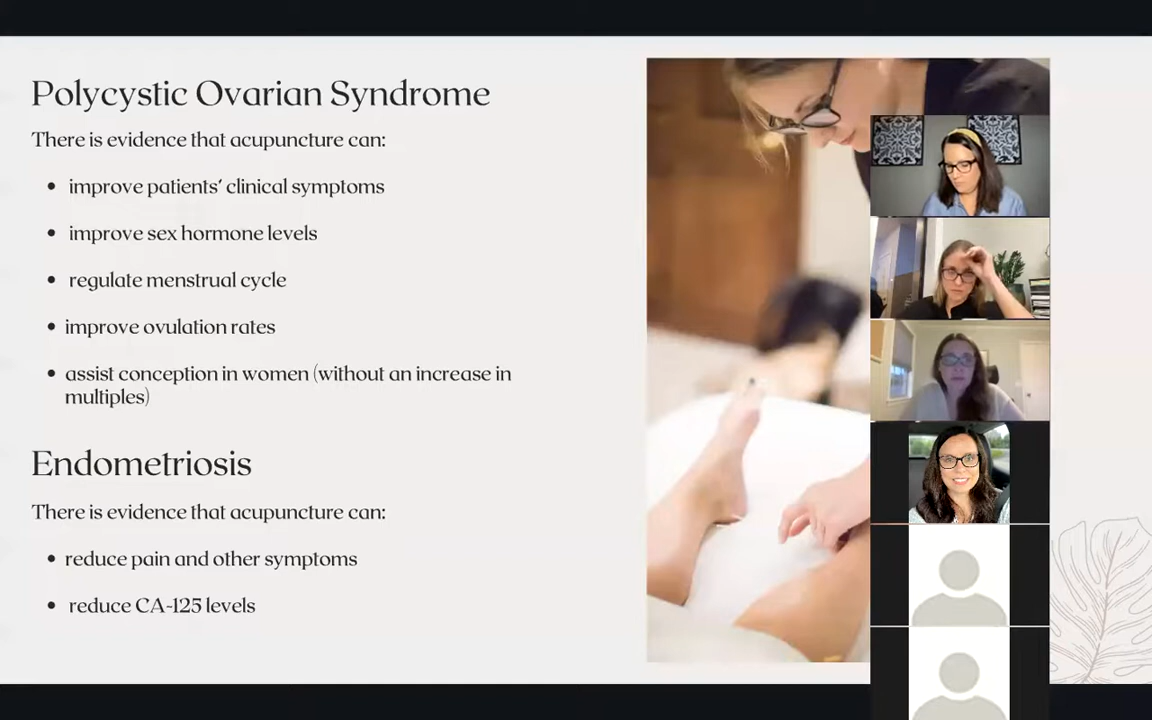 Polycystic Ovarian Syndrome
There is evidence that acupuncture can:
• improve patients' clinical symptoms
• improve sex hormone levels
• regulate menstrual cycle
• improve ovulation rates
• assist conception in women (without an increase in
multiples)
Endometriosis
There is evidence that acupuncture can:
• reduce pain and other symptoms
• reduce CA-125 levels